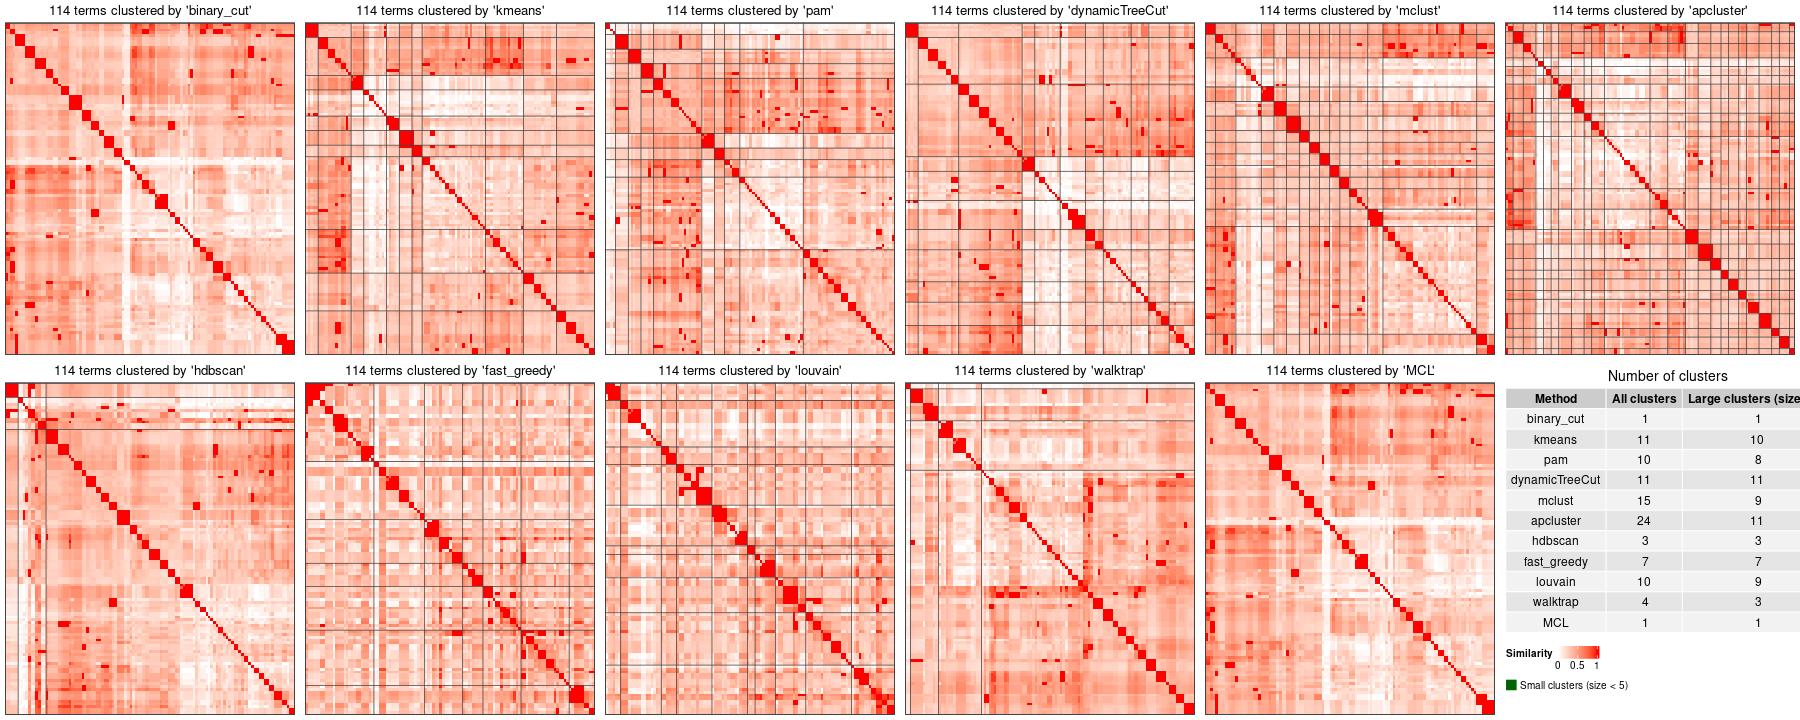 114 terms clustered by 'binary_cut'
114 terms clustered by 'kmeans'
114 terms clustered by 'pam'
114 terms clustered by 'dynamicTreeCut'
114 terms clustered by 'mclust'
114 terms clustered by 'apcluster'
114 terms clustered by 'hdbscan'
114 terms clustered by 'fast_greedy'
114 terms clustered by 'louvain'
114 terms clustered by 'walktrap'
114 terms clustered by 'MCL'
Number of clusters
Method All clusters Large clusters (size
binary_cut 1 1
kmeans 11 10
pam 10 8
dynamicTreeCut 11 11
mclust 15 9
apcluster 24 11
hdbscan 3 3
fast_greedy 7 7
louvain 10 9
walktrap 4 3
MCL 1 1
Similarity
0 0.5 1
Small clusters (size < 5)